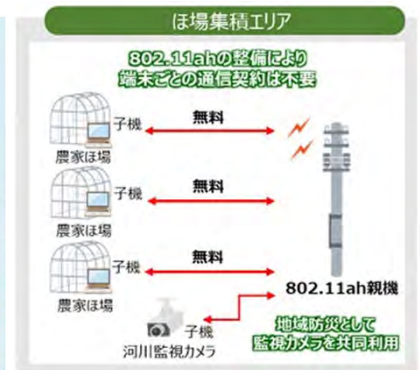 ほ場集積エリア
802.11ahの整備により
端末ごとの通信契約は不要
子機
無料
農家ほ場
子機
無料
農家ほ場
子機
無料
農家ほ場
802.11ah親機
子機
河川監視カメラ
地域防災として
監視カメラを共同利用